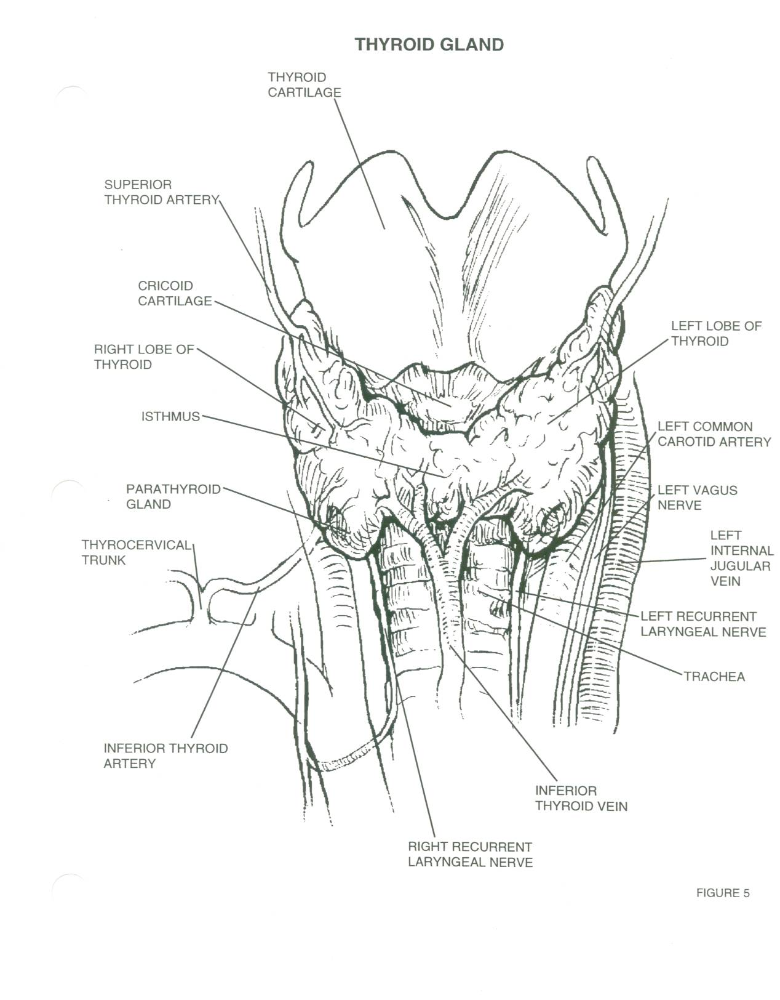 THYROID GLAND
THYROID
CARTILAGE
SUPERIOR
THYROID ARTERY
CRICOID
CARTILAGE
RIGHT LOBE OF
THYROID
ISTHMUS
PARATHYROID
GLAND
THYROCERVICAL
TRUNK
INFERIOR THYROID
ARTERY
LEFT LOBE OF
THYROID
LEFT COMMON
CAROTID ARTERY
LEFT VAGUS
NERVE
LEFT
INTERNAL
JUGULAR
VEIN
LEFT RECURRENT
LARYNGEAL NERVE
TRACHEA
INFERIOR
THYROID VEIN
RIGHT RECURRENT
LARYNGEAL NERVE
FIGURE 5